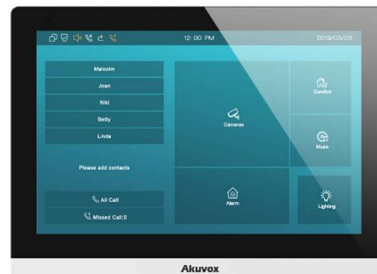 12: 00 PM
2019/03/03
Malcolm
Joan
Niki
Betty
Linda
Please add contacts
All Call
Missed Call:0
Cameras
Alarm
Control
Music
Lighting
Akuvox